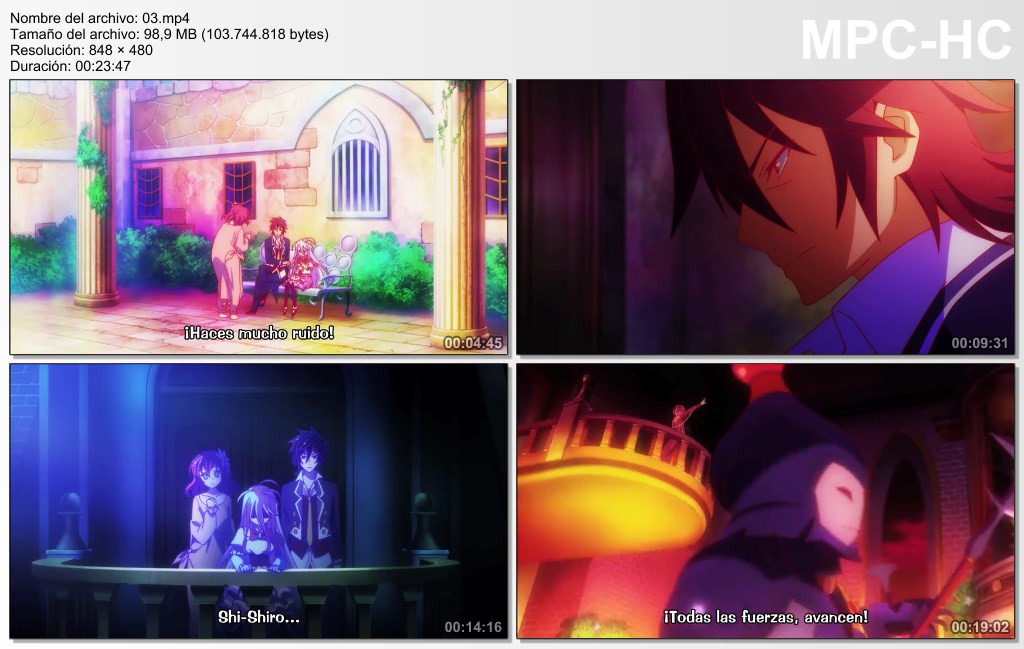 Nombre del archivo: 03.mp4
Tamaño del archivo: 98,9 MB (103.744.818 bytes)
Resolución: 848 × 480
Duración: 00:23:47
MPC-HC
¡Haces mucho ruido!
00:04:45
00:09:31
Shi-Shiro...
00:14:16
¡Todas las fuerzas, avancen!
00:19:02